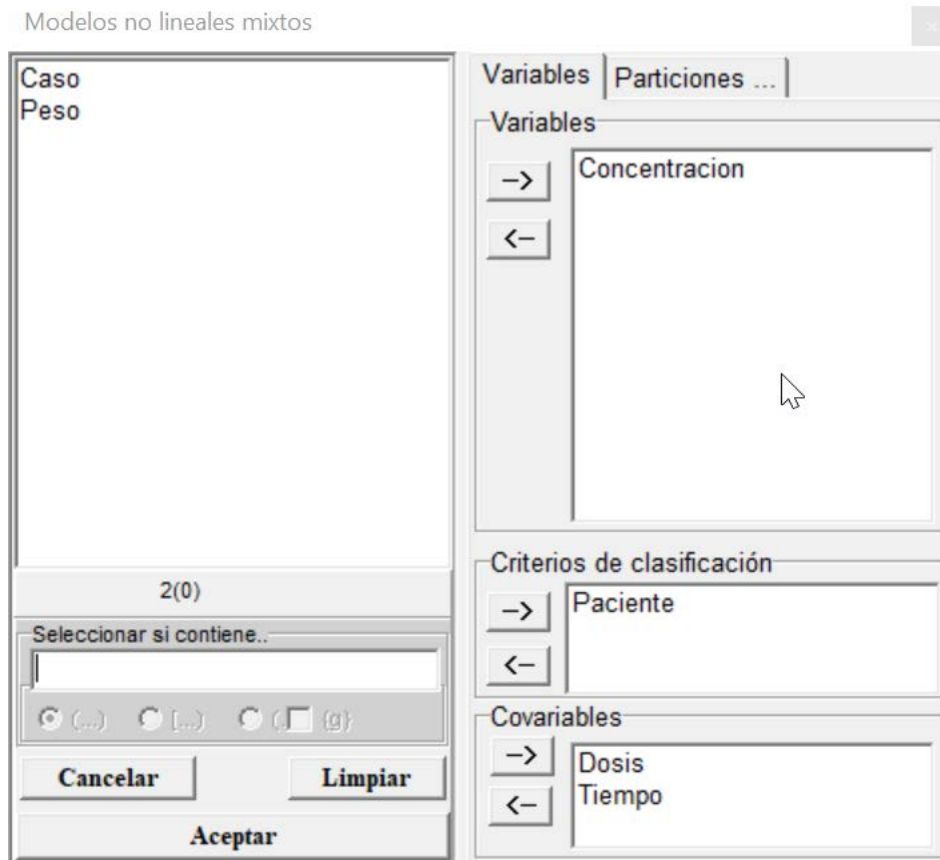 Modelos no lineales mixtos
Caso
Peso
2(0)
Seleccionar si contiene..
(...) [...) (. {g}
Cancelar Limpiar
Aceptar
Variables Particiones ...
Variables
–>
<–
Concentracion
Criterios de clasificación
–>
<–
Paciente
Covariables
–>
<–
Dosis
Tiempo